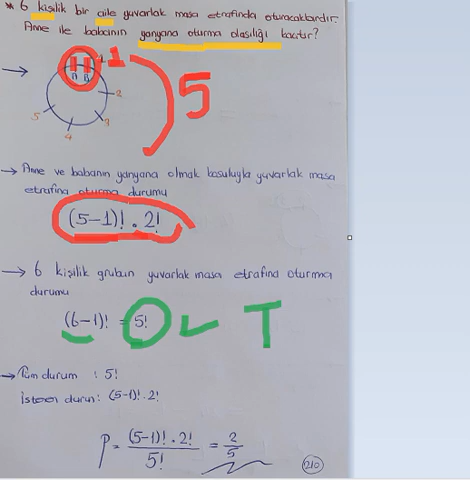 * 6 kişilik bir aile yuvarlak masa etrafında oturacaklardır.
Anne ile babanın yanyana oturma olasılığı kaçtır?
1
5
2
3
4
5
→ Anne ve babanın yanyana olmak koşuluyla yuvarlak masa
etrafına oturma durumu
(5-1)! . 2!
→ 6 kişilik grubun yuvarlak masa etrafına oturma
durumu
(6-1)! = 5! T
→ Tüm durum : 5!
İstenen durum: (5-1)! . 2!
P = (5-1)! . 2! / 5! = 2/5
210